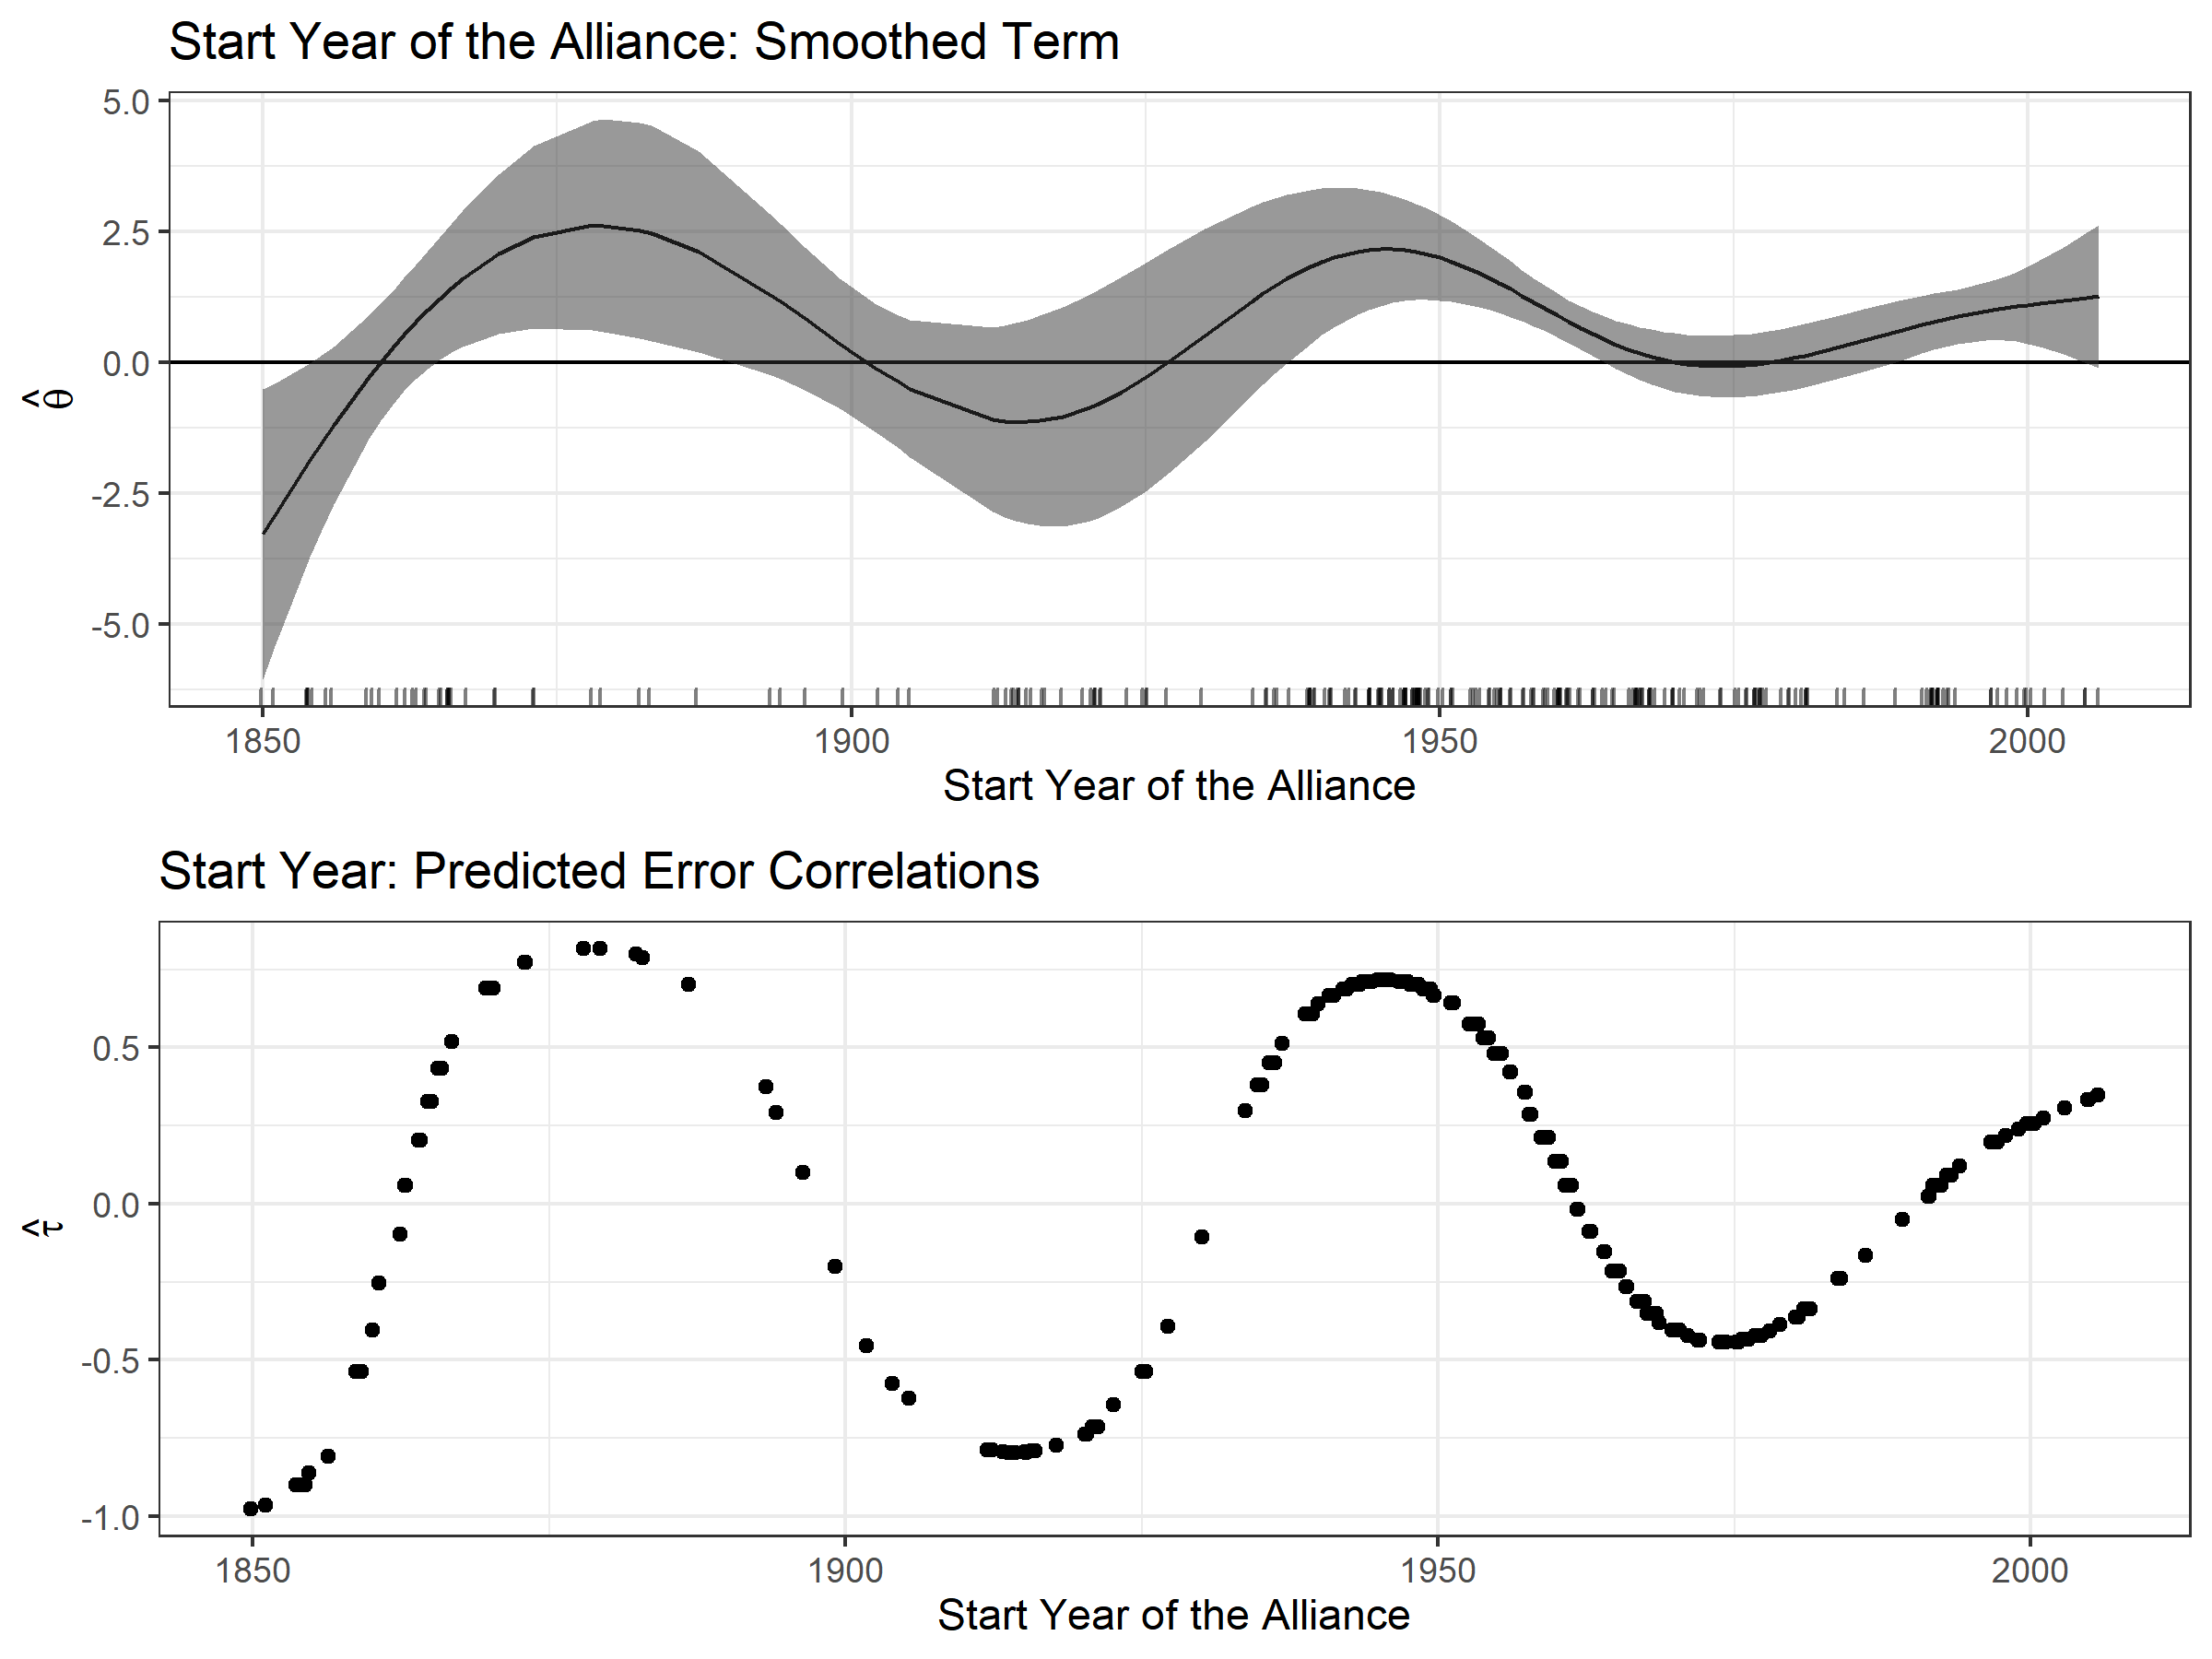 Start Year of the Alliance: Smoothed Term
5.0
2.5
0.0
-2.5
-5.0
θ̂
1850 1900 1950 2000
Start Year of the Alliance
Start Year: Predicted Error Correlations
0.5
0.0
-0.5
-1.0
τ̂
1850 1900 1950 2000
Start Year of the Alliance